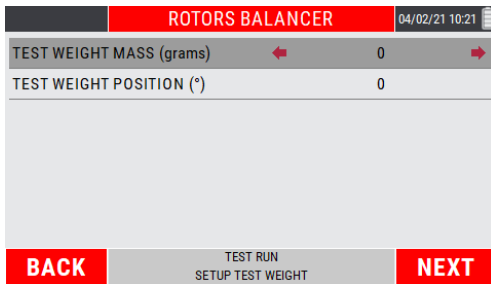 ROTORS BALANCER 04/02/21 10:21
TEST WEIGHT MASS (grams) 0
TEST WEIGHT POSITION (°) 0
BACK TEST RUN NEXT
SETUP TEST WEIGHT